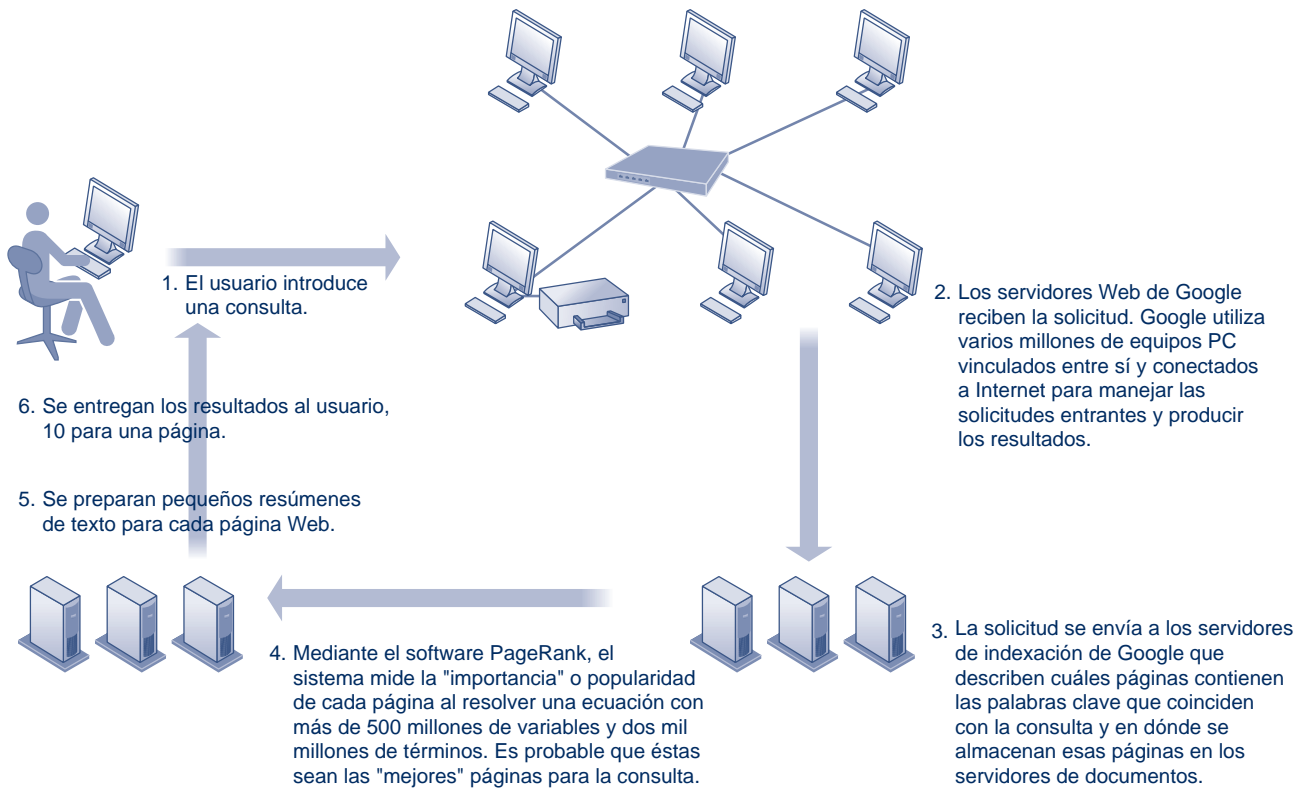 1. El usuario introduce
una consulta.
2. Los servidores Web de Google
reciben la solicitud. Google utiliza
varios millones de equipos PC
vinculados entre sí y conectados
a Internet para manejar las
solicitudes entrantes y producir
los resultados.
3. La solicitud se envía a los servidores
de indexación de Google que
describen cuáles páginas contienen
las palabras clave que coinciden
con la consulta y en dónde se
almacenan esas páginas en los
servidores de documentos.
4. Mediante el software PageRank, el
sistema mide la "importancia" o popularidad
de cada página al resolver una ecuación con
más de 500 millones de variables y dos mil
millones de términos. Es probable que éstas
sean las "mejores" páginas para la consulta.
5. Se preparan pequeños resúmenes
de texto para cada página Web.
6. Se entregan los resultados al usuario,
10 para una página.